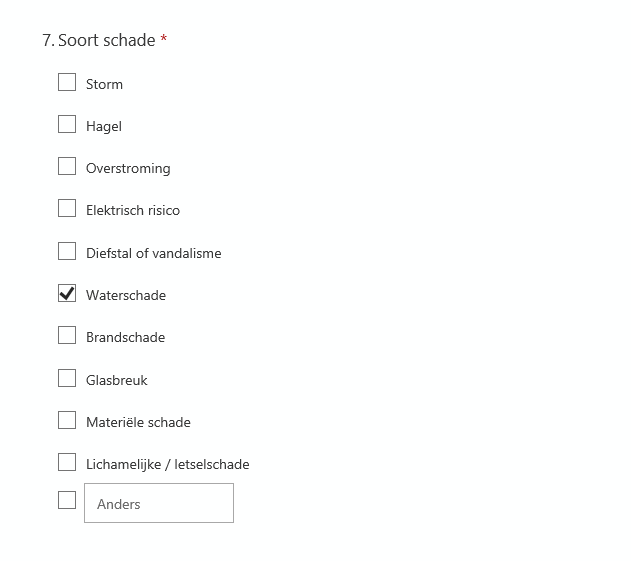 7. Soort schade *
Storm
Hagel
Overstroming
Elektrisch risico
Diefstal of vandalisme
Waterschade
Brandschade
Glasbreuk
Materiële schade
Lichamelijke / letselschade
Anders